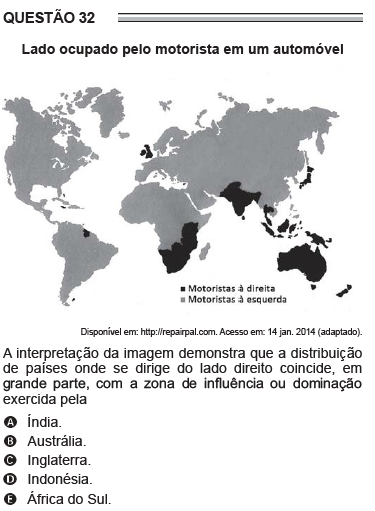 QUESTÃO 32
Lado ocupado pelo motorista em um automóvel
■ Motoristas à direita
■ Motoristas à esquerda
Disponível em: http://repairpal.com. Acesso em: 14 jan. 2014 (adaptado).
A interpretação da imagem demonstra que a distribuição
de países onde se dirige do lado direito coincide, em
grande parte, com a zona de influência ou dominação
exercida pela
A Índia.
B Austrália.
C Inglaterra.
D Indonésia.
E África do Sul.